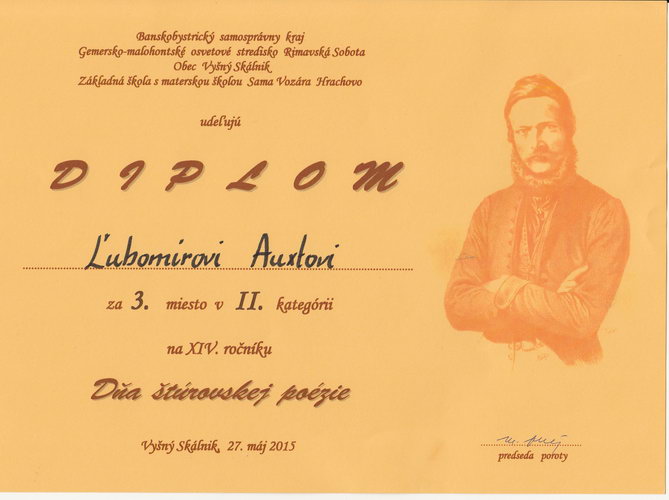 Banskobystrický samosprávny kraj
Gemersko-malohontské osvetové stredisko Rimavská Sobota
Obec Vyšný Skálnik
Základná škola s materskou školou Sama Vozára Hrachovo
udeľujú
DIPLOM
Ľubomírovi Auxtovi
za 3. miesto v II. kategórii
na XIV. ročníku
Dňa štúrovskej poézie
Vyšný Skálnik, 27. máj 2015
predseda poroty